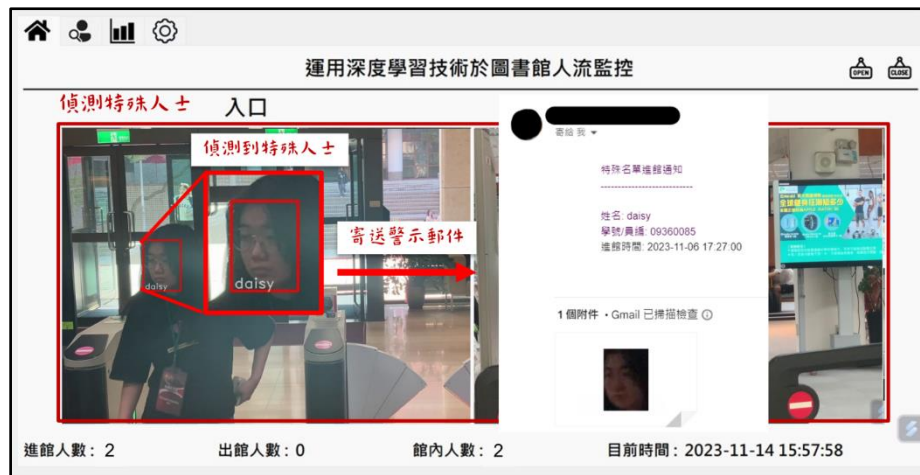 運用深度學習技術於圖書館人流監控
OPEN
CLOSE
偵測特殊人士
入口
偵測到特殊人士
daisy
daisy
寄送警示郵件
寄給 我
特殊名單進館通知
---------------------------
姓名: daisy
學號/員編: 09360085
進館時間: 2023-11-06 17:27:00
1 個附件 • Gmail 已掃描檢查
進館人數: 2
出館人數: 0
館內人數: 2
目前時間: 2023-11-14 15:57:58